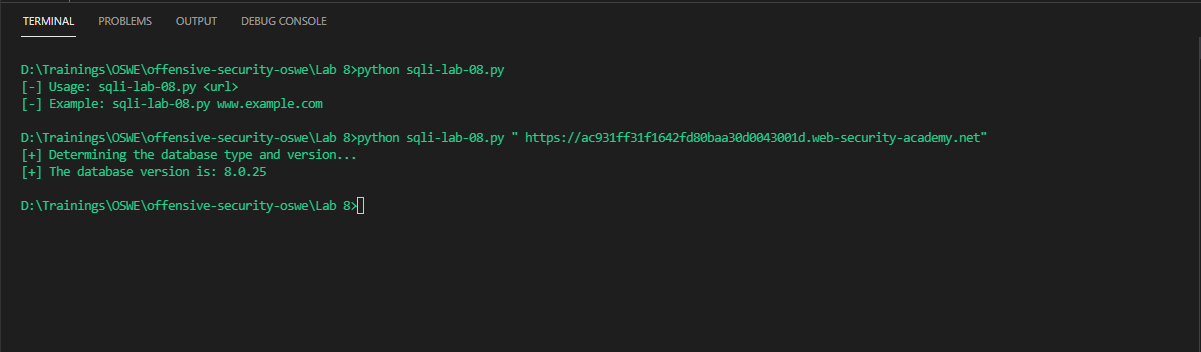 TERMINAL PROBLEMS OUTPUT DEBUG CONSOLE
D:\Trainings\OSWE\offensive-security-oswe\Lab 8>python sqli-lab-08.py
[-] Usage: sqli-lab-08.py <url>
[-] Example: sqli-lab-08.py www.example.com
D:\Trainings\OSWE\offensive-security-oswe\Lab 8>python sqli-lab-08.py " https://ac931ff31f1642fd80baa30d0043001d.web-security-academy.net"
[+] Determining the database type and version...
[+] The database version is: 8.0.25
D:\Trainings\OSWE\offensive-security-oswe\Lab 8>